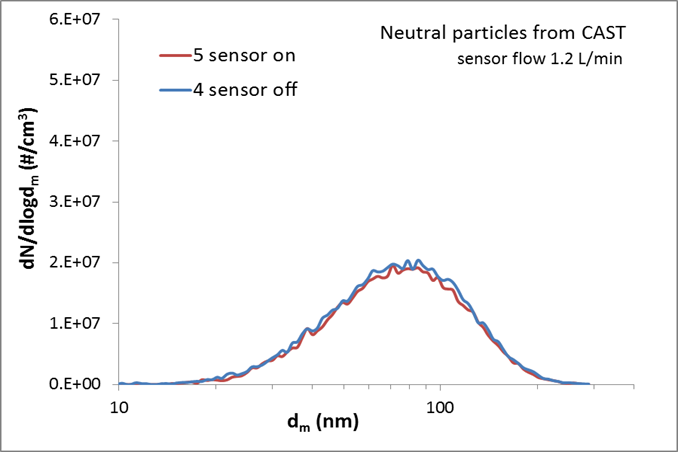 Neutral particles from CAST
sensor flow 1.2 L/min
5 sensor on
4 sensor off
dN/dlogdm (#/cm3)
6.E+07
5.E+07
4.E+07
3.E+07
2.E+07
1.E+07
0.E+00
10
100
dm (nm)